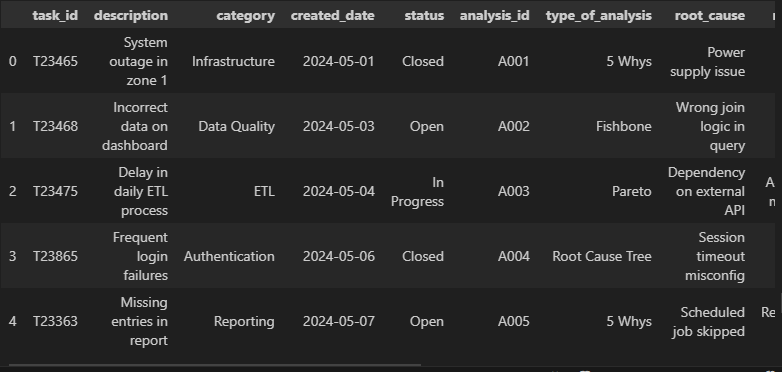 task_id description category created_date status analysis_id type_of_analysis root_cause
0 T23465 System outage in zone 1 Infrastructure 2024-05-01 Closed A001 5 Whys Power supply issue
1 T23468 Incorrect data on dashboard Data Quality 2024-05-03 Open A002 Fishbone Wrong join logic in query
2 T23475 Delay in daily ETL process ETL 2024-05-04 In Progress A003 Pareto Dependency on external API
3 T23865 Frequent login failures Authentication 2024-05-06 Closed A004 Root Cause Tree Session timeout misconfig
4 T23363 Missing entries in report Reporting 2024-05-07 Open A005 5 Whys Scheduled job skipped